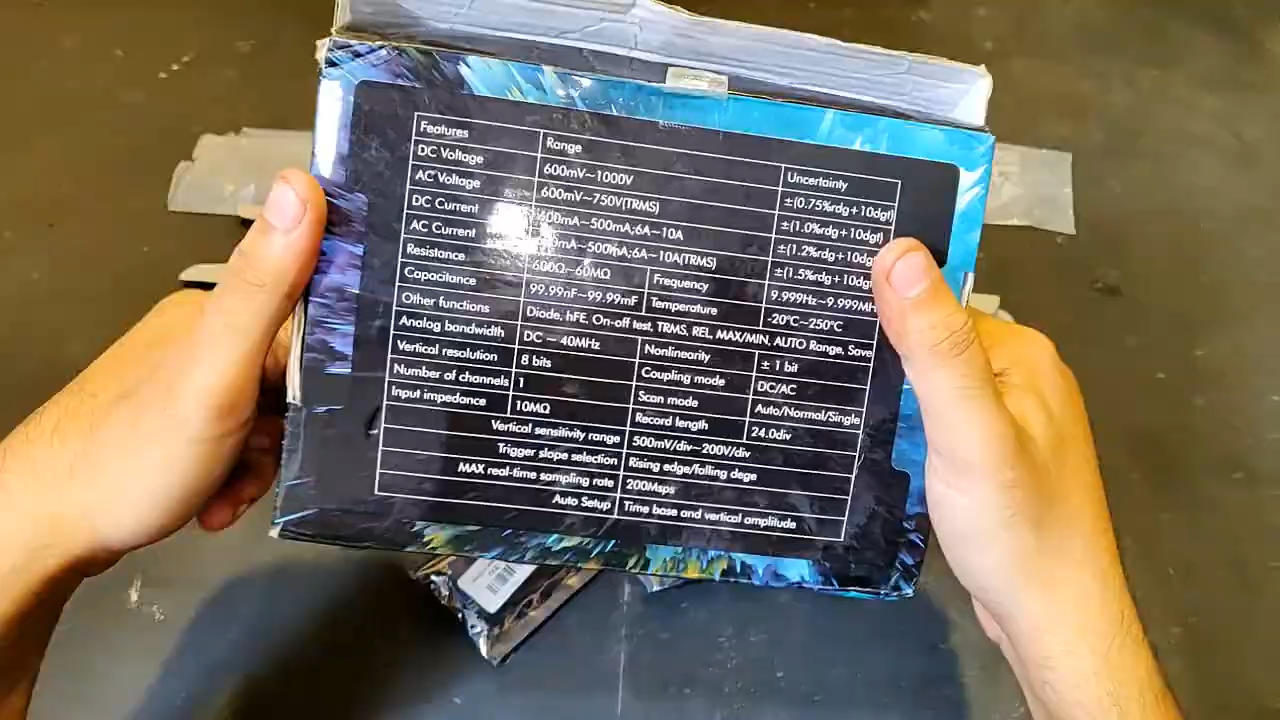 Features Range Uncertainty
DC Voltage 600mV~1000V ±(0.75%rdg+10dgt)
AC Voltage 600mV~750V(TRMS) ±(1.0%rdg+10dgt)
DC Current 600mA~500mA;6A~10A ±(1.2%rdg+10dg
AC Current mA~500mA;6A~10A(TRMS) ±(1.5%rdg+10dg
Resistance 600Ω~60MΩ Frequency 9.999Hz~9.999MH
Capacitance 99.99nF~99.99mF Temperature -20°C~250°C
Other functions Diode, hFE, On-off test, TRMS, REL, MAX/MIN, AUTO Range, Save
Analog bandwidth DC ~ 40MHz Nonlinearity ± 1 bit
Vertical resolution 8 bits Coupling mode DC/AC
Number of channels 1 Scan mode Auto/Normal/Single
Input impedance 10MΩ Record length 24.0div
Vertical sensitivity range 500mV/div~200V/div
Trigger slope selection Rising edge/falling dege
MAX real-time sampling rate 200Msps
Auto Setup Time base and vertical amplitude